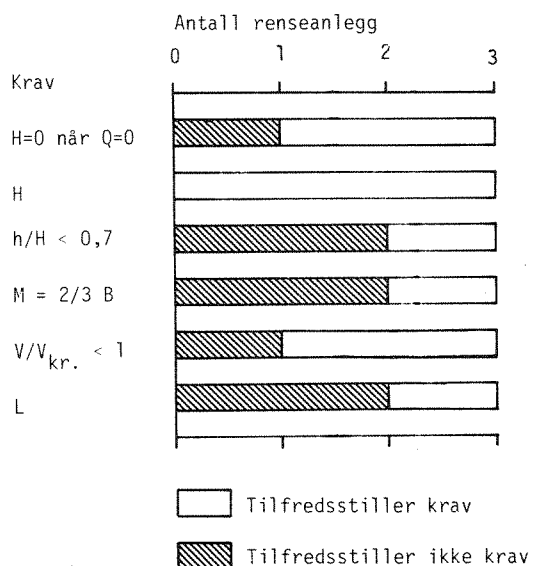 Antall renseanlegg
0 1 2 3
Krav
H=0 når Q=0
H
h/H < 0,7
M = 2/3 B
V/Vkr. < 1
L
Tilfredsstiller krav
Tilfredsstiller ikke krav